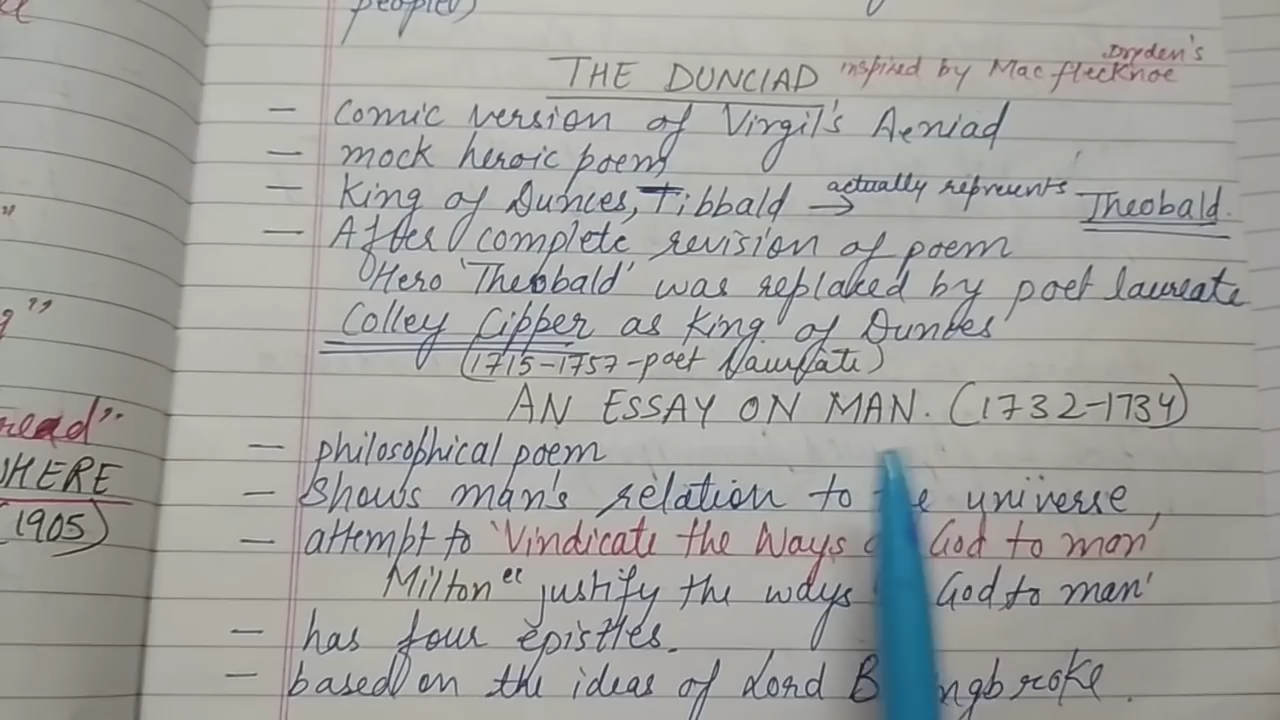 people)
Dryden's
THE DUNCIAD inspired by Mac flecknoe
- Comic version of Virgil's Aeniad
- mock heroic poem
- King of Dunces, Tibbald → actually represents Theobald.
- After complete revision of poem
Hero 'Theobald' was replaced by poet laureate
Colley Cipper as King of Dunces
(1715-1757-poet laureate)
AN ESSAY ON MAN. (1732-1734)
- philosophical poem
- Shows man's relation to the universe,
- attempt to 'Vindicate the Ways God to man'
Milton "justify the ways God to man'
- has four epistles.
- based on the ideas of Lord B ngbroke.
HERE
1905)